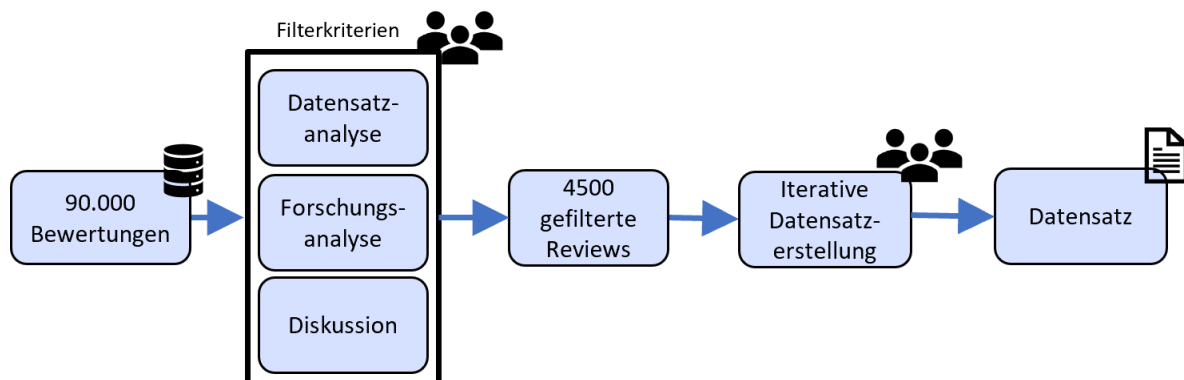 Filterkriterien
Datensatz-
analyse
Forschungs-
analyse
Diskussion
90.000
Bewertungen
4500
gefilterte
Reviews
Iterative
Datensatz-
erstellung
Datensatz